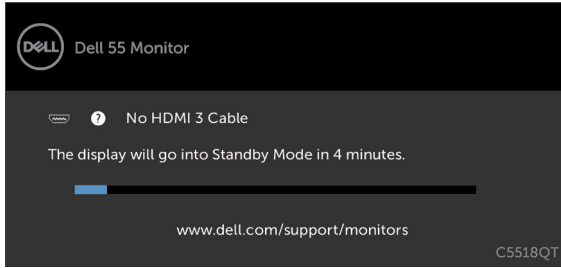 DELL Dell 55 Monitor
? No HDMI 3 Cable
The display will go into Standby Mode in 4 minutes.
www.dell.com/support/monitors
C5518QT